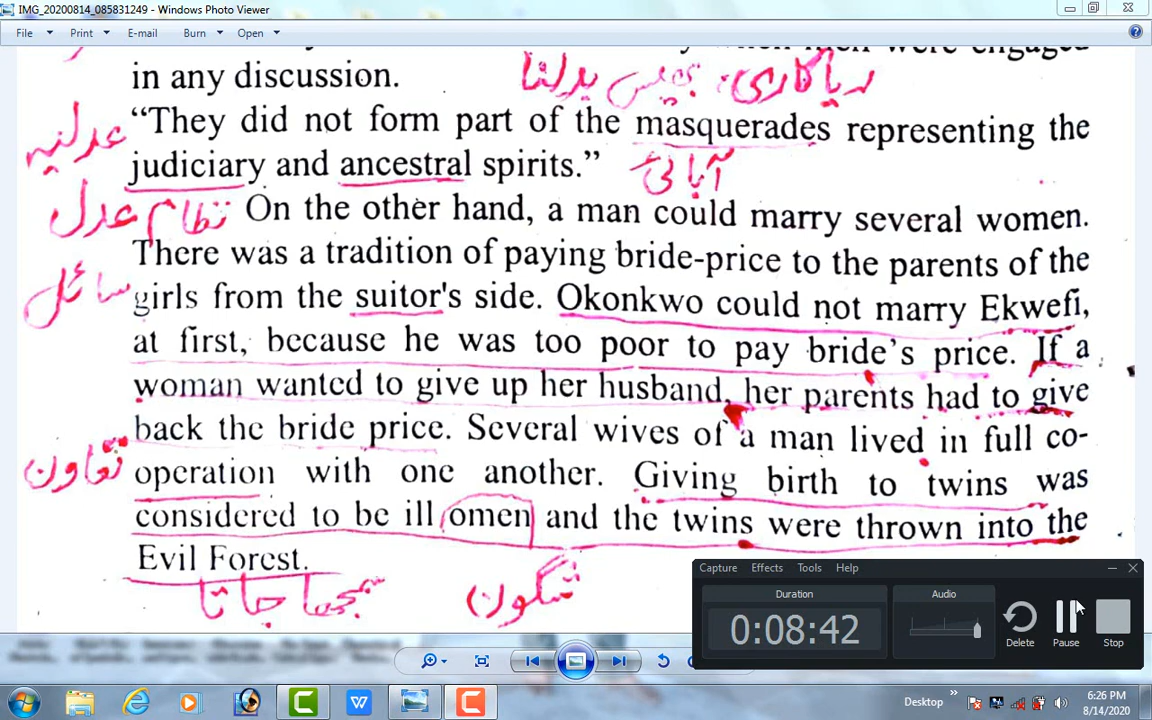 IMG_20200814_085831249 - Windows Photo Viewer
File Print E-mail Burn Open
were engaged
in any discussion.
ریاکاری، بھیس بدلنا
"They did not form part of the masquerades representing the
عدلیہ
judiciary and ancestral spirits."
آبائی
نظام عدل
On the other hand, a man could marry several women.
There was a tradition of paying bride-price to the parents of the
سائل
girls from the suitor's side. Okonkwo could not marry Ekwefi,
at first, because he was too poor to pay bride's price. If a
woman wanted to give up her husband, her parents had to give
back the bride price. Several wives of a man lived in full co-
تعاون
operation with one another. Giving birth to twins was
considered to be ill omen and the twins were thrown into the
Evil Forest.
سمجھا جاتا
شگون
Capture Effects Tools Help
Duration
Audio
0:08:42
Delete
Pause
Stop
Desktop
6:26 PM
8/14/2020